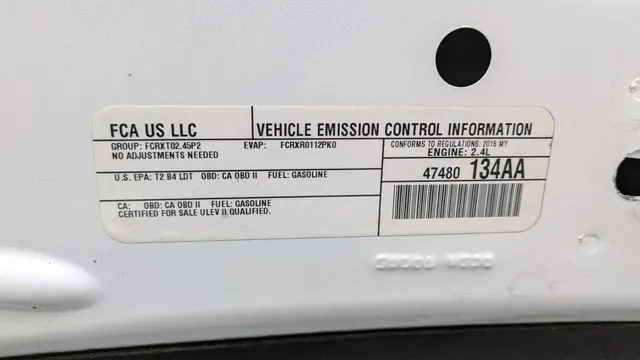 FCA US LLC
VEHICLE EMISSION CONTROL INFORMATION
GROUP: FCRXT02.45P2 EVAP: FCRXR0112PK0
NO ADJUSTMENTS NEEDED
CONFORMS TO REGULATIONS: 2015 MY
ENGINE: 2.4L
U.S. EPA: T2 B4 LDT OBD: CA OBD II FUEL: GASOLINE
47480 134AA
CA: OBD: CA OBD II FUEL: GASOLINE
CERTIFIED FOR SALE ULEV II QUALIFIED.